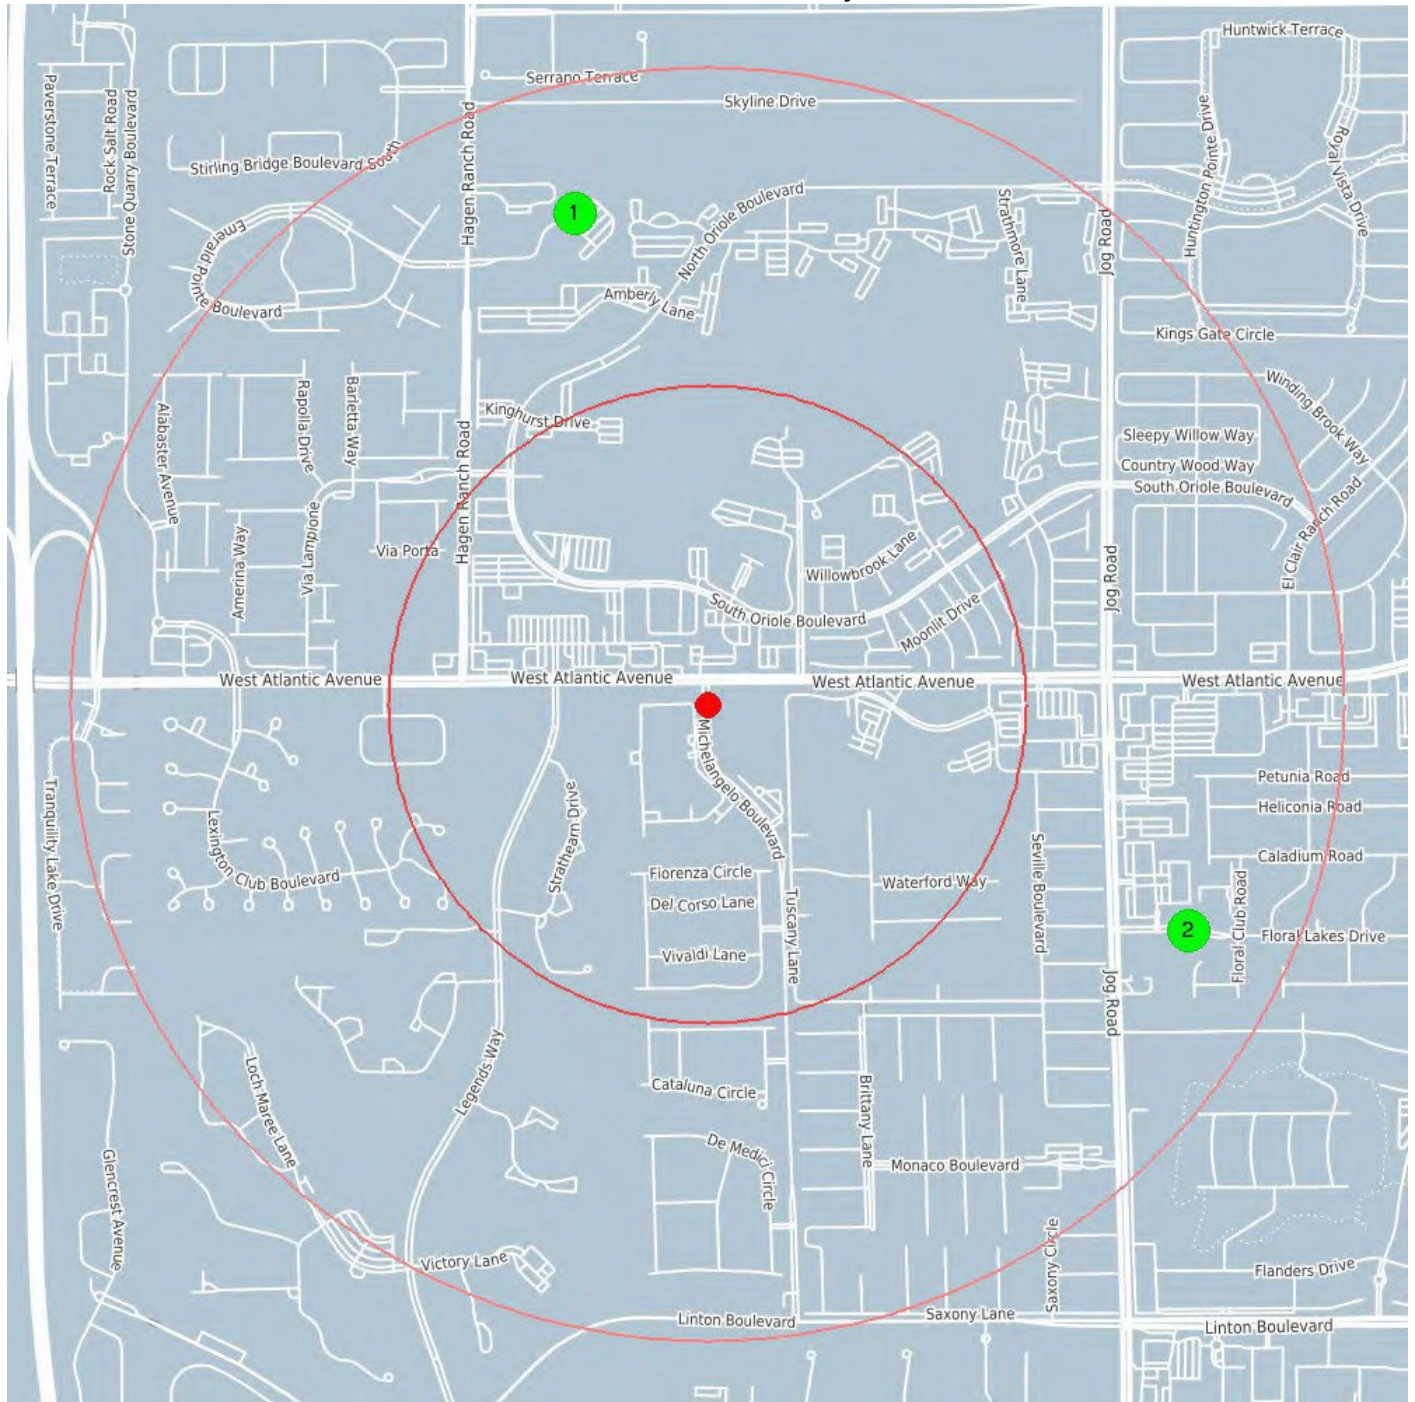 Huntwick Terrace
Serrano Terrace
Skyline Drive
Paverstone Terrace
Rock Salt Road
Stone Quarry Boulevard
Hagen Ranch Road
Stirling Bridge Boulevard South
Huntington Pointe Drive
Royal Vista Drive
1
North Oriole Boulevard
Strathmore Lane
Jog Road
Emerald Pointe Boulevard
Amberly Lane
Kings Gate Circle
Rapolla Drive
Barletta Way
Alabaster Avenue
Kinghurst Drive
Hagen Ranch Road
Winding Brook Way
Sleepy Willow Way
Country Wood Way
South Oriole Boulevard
El Clair Ranch Road
Amerina Way
Via Lampione
Via Porta
Willowbrook Lane
Jog Road
South Oriole Boulevard
Moonlit Drive
West Atlantic Avenue
West Atlantic Avenue
West Atlantic Avenue
West Atlantic Avenue
Michelangelo Boulevard
Petunia Road
Heliconia Road
Tranquility Lake Drive
Lexington Club Boulevard
Strathearn Drive
Seville Boulevard
Caladium Road
Fiorenza Circle
Waterford Way
Del Corso Lane
Tuscany Lane
Floral Club Road
2
Floral Lakes Drive
Vivaldi Lane
Jog Road
Legends Way
Loch Maree Lane
Cataluna Circle
Brittany Lane
De Medici Circle
Monaco Boulevard
Glencrest Avenue
Saxony Circle
Victory Lane
Flanders Drive
Linton Boulevard
Saxony Lane
Linton Boulevard